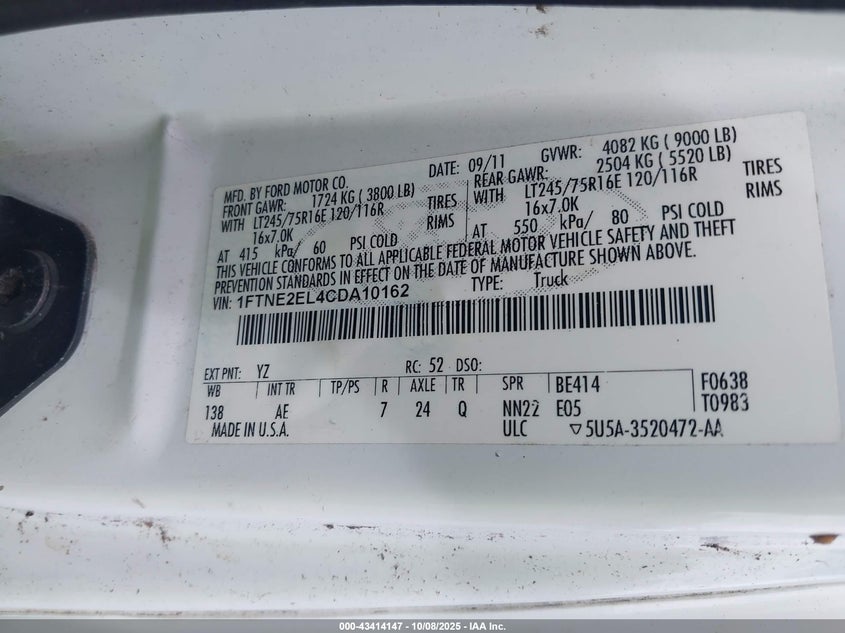 MFD. BY FORD MOTOR CO. DATE: 09/11 GVWR: 4082 KG ( 9000 LB)
FRONT GAWR: 1724 KG ( 3800 LB) REAR GAWR: 2504 KG ( 5520 LB)
WITH LT245/75R16E 120/116R TIRES WITH LT245/75R16E 120/116R TIRES
16x7.0K RIMS 16x7.0K RIMS
AT 415 kPa/ 60 PSI COLD AT 550 kPa/ 80 PSI COLD
THIS VEHICLE CONFORMS TO ALL APPLICABLE FEDERAL MOTOR VEHICLE SAFETY AND THEFT
PREVENTION STANDARDS IN EFFECT ON THE DATE OF MANUFACTURE SHOWN ABOVE.
VIN: 1FTNE2EL4CDA10162 TYPE: Truck
EXT PNT: YZ RC: 52 DSO:
WB INT TR TP/PS R AXLE TR SPR BE414 F0638
138 AE 7 24 Q NN22 E05 T0983
MADE IN U.S.A. ULC ▽5U5A-3520472-AA
000-43414147 - 10/08/2025 - IAA Inc.